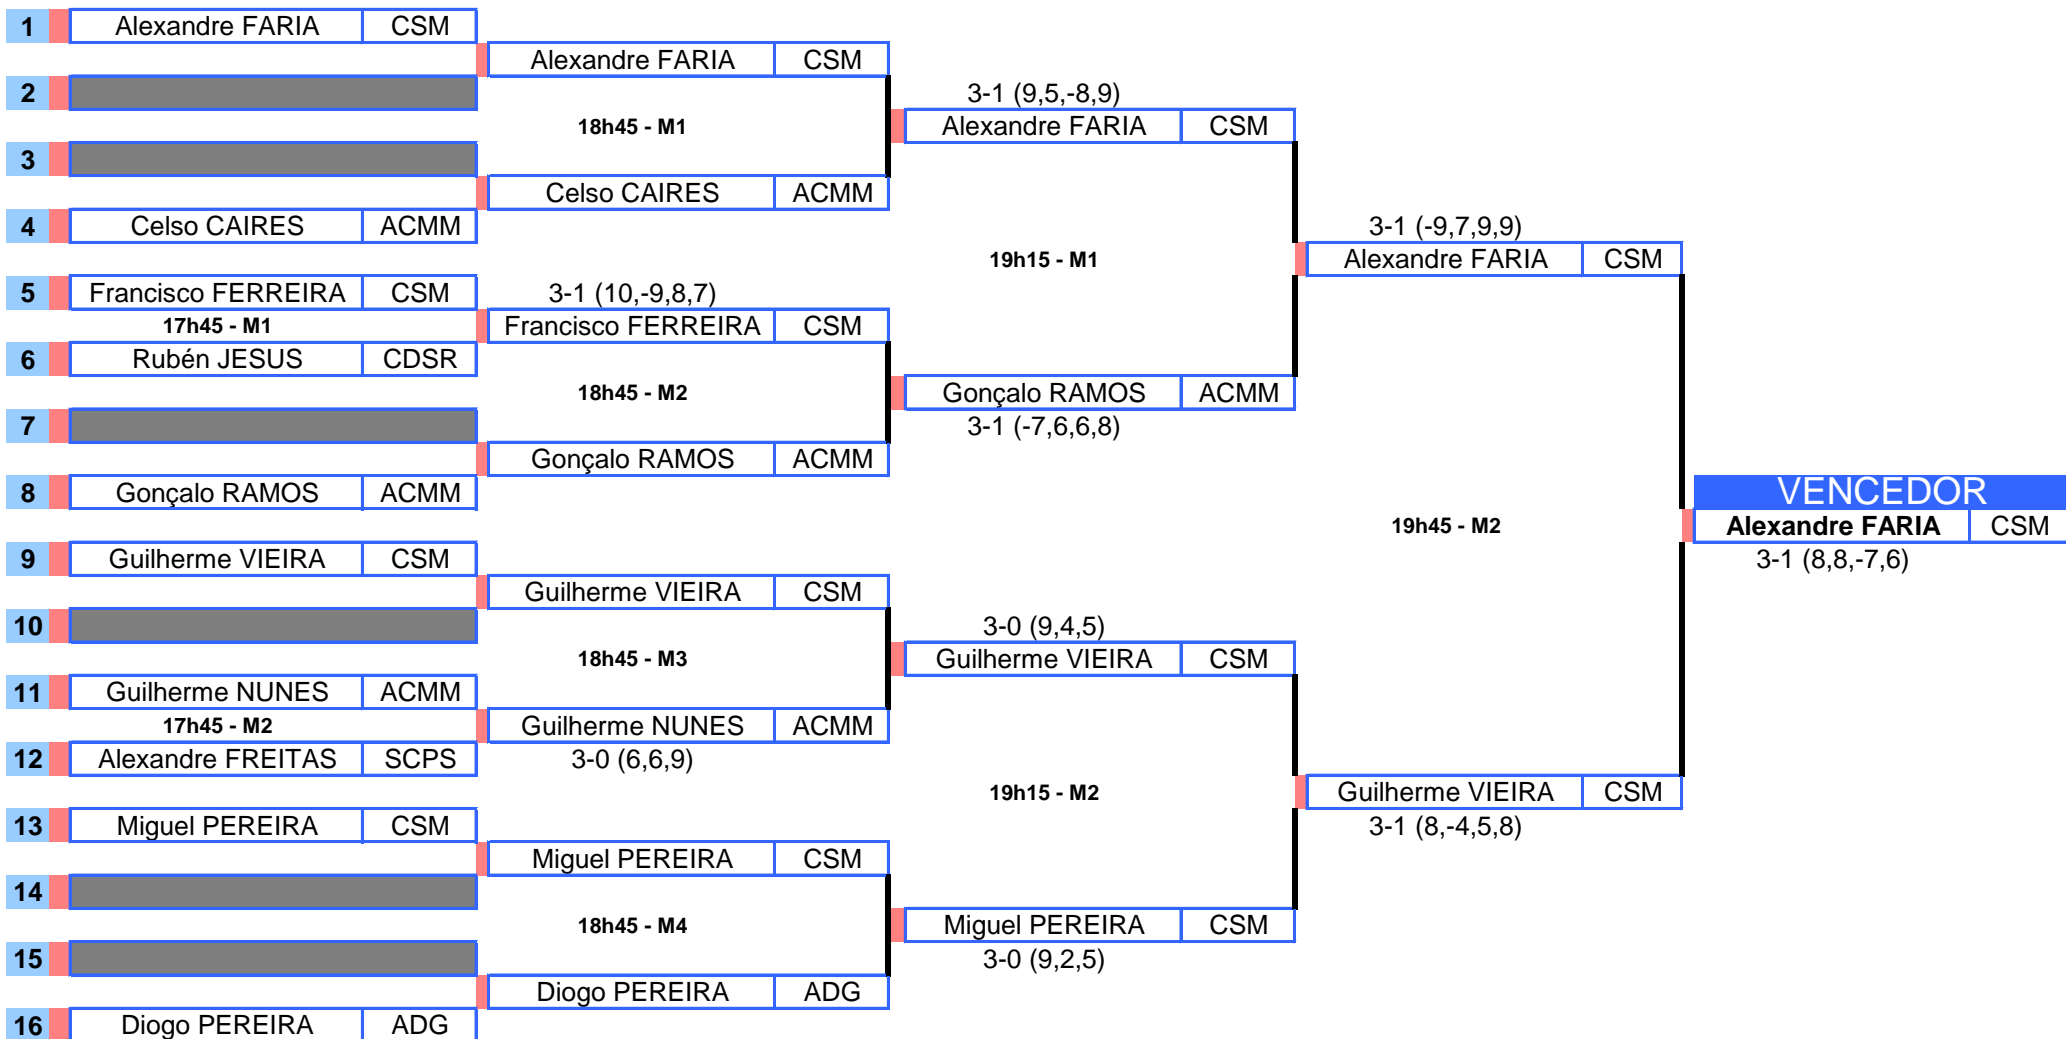 1 Alexandre FARIA CSM
Alexandre FARIA CSM
2 3-1 (9,5,-8,9)
18h45 - M1 Alexandre FARIA CSM
3
Celso CAIRES ACMM
4 Celso CAIRES ACMM 3-1 (-9,7,9,9)
19h15 - M1 Alexandre FARIA CSM
5 Francisco FERREIRA CSM 3-1 (10,-9,8,7)
17h45 - M1 Francisco FERREIRA CSM
6 Rubén JESUS CDSR
18h45 - M2 Gonçalo RAMOS ACMM
7 3-1 (-7,6,6,8)
Gonçalo RAMOS ACMM
8 Gonçalo RAMOS ACMM VENCEDOR
19h45 - M2 Alexandre FARIA CSM
9 Guilherme VIEIRA CSM 3-1 (8,8,-7,6)
Guilherme VIEIRA CSM
10 3-0 (9,4,5)
18h45 - M3 Guilherme VIEIRA CSM
11 Guilherme NUNES ACMM
17h45 - M2 Guilherme NUNES ACMM
12 Alexandre FREITAS SCPS 3-0 (6,6,9)
19h15 - M2 Guilherme VIEIRA CSM
13 Miguel PEREIRA CSM 3-1 (8,-4,5,8)
Miguel PEREIRA CSM
14
18h45 - M4 Miguel PEREIRA CSM
15 3-0 (9,2,5)
Diogo PEREIRA ADG
16 Diogo PEREIRA ADG